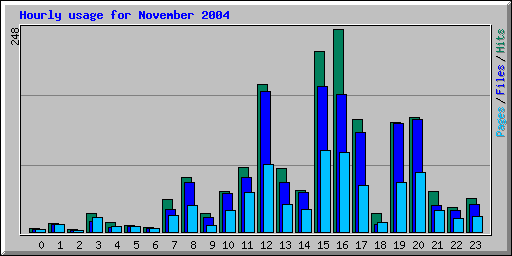 Hourly usage for November 2004
248
Pages / Files / Hits
0 1 2 3 4 5 6 7 8 9 10 11 12 13 14 15 16 17 18 19 20 21 22 23